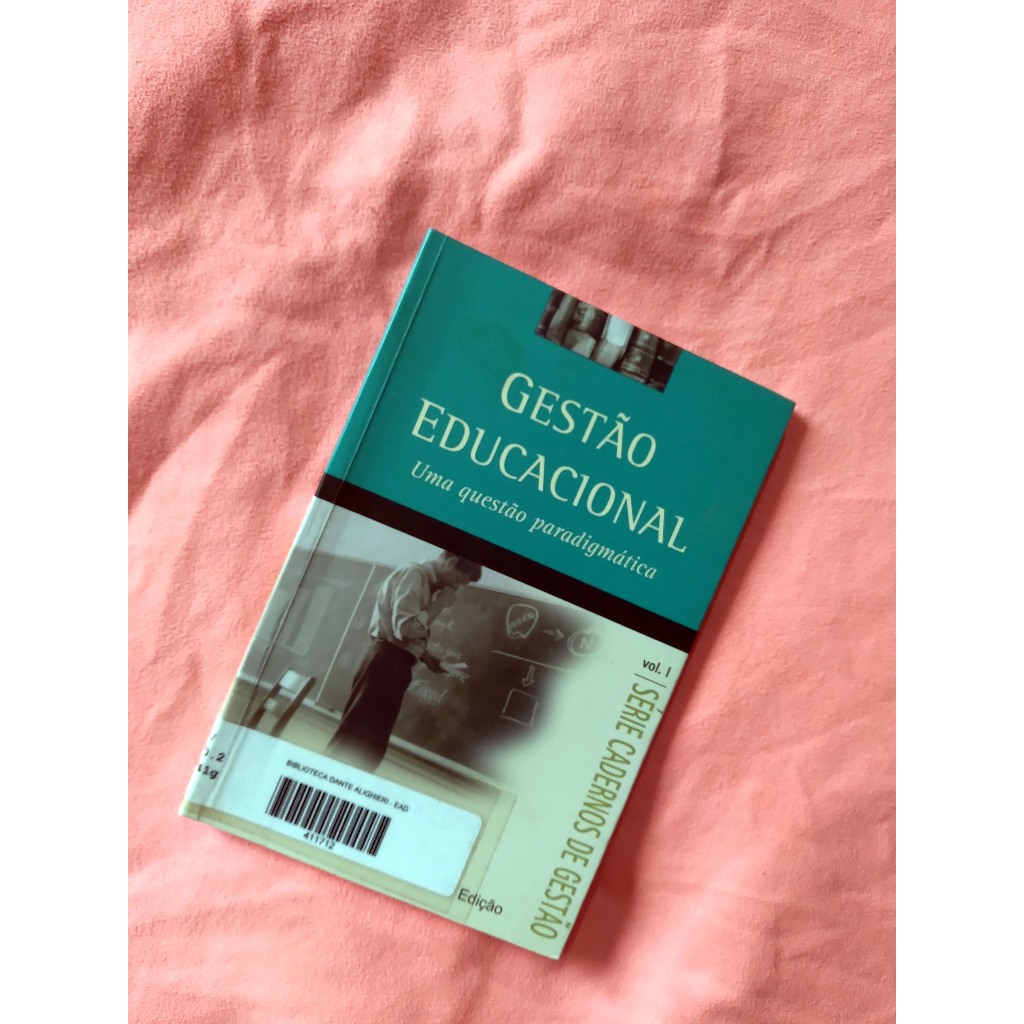 GESTÃO
EDUCACIONAL
Uma questão paradigmática
vol. I
SÉRIE CADERNOS DE GESTÃO
BIBLIOTECA DANTE ALIGHIERI - EAD
411712
Edição